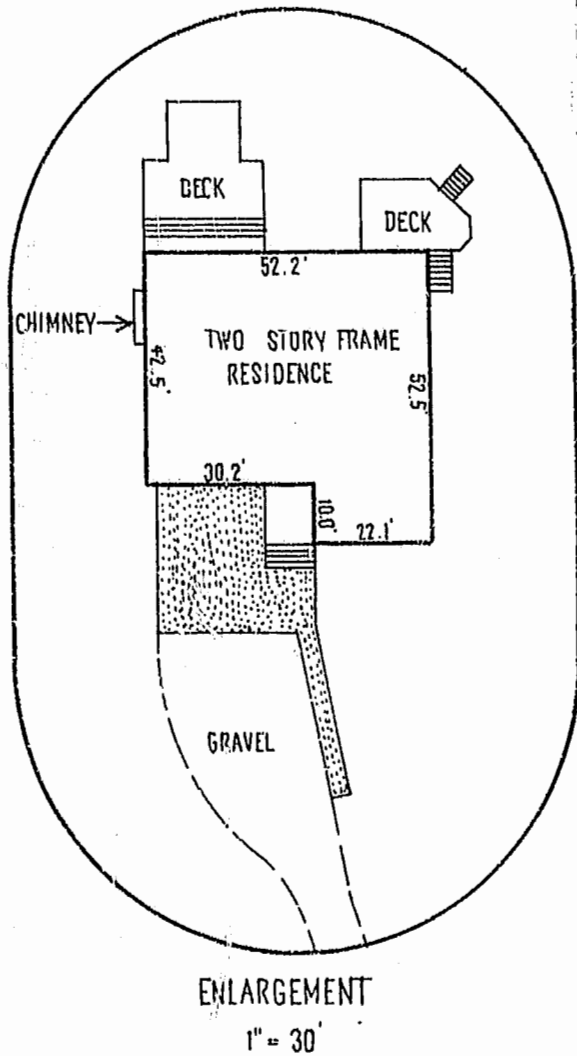 DECK
DECK
52.2'
CHIMNEY
TWO STORY FRAME
RESIDENCE
42.5'
52.5'
30.2'
10.0'
22.1'
GRAVEL
ENLARGEMENT
1" = 30'